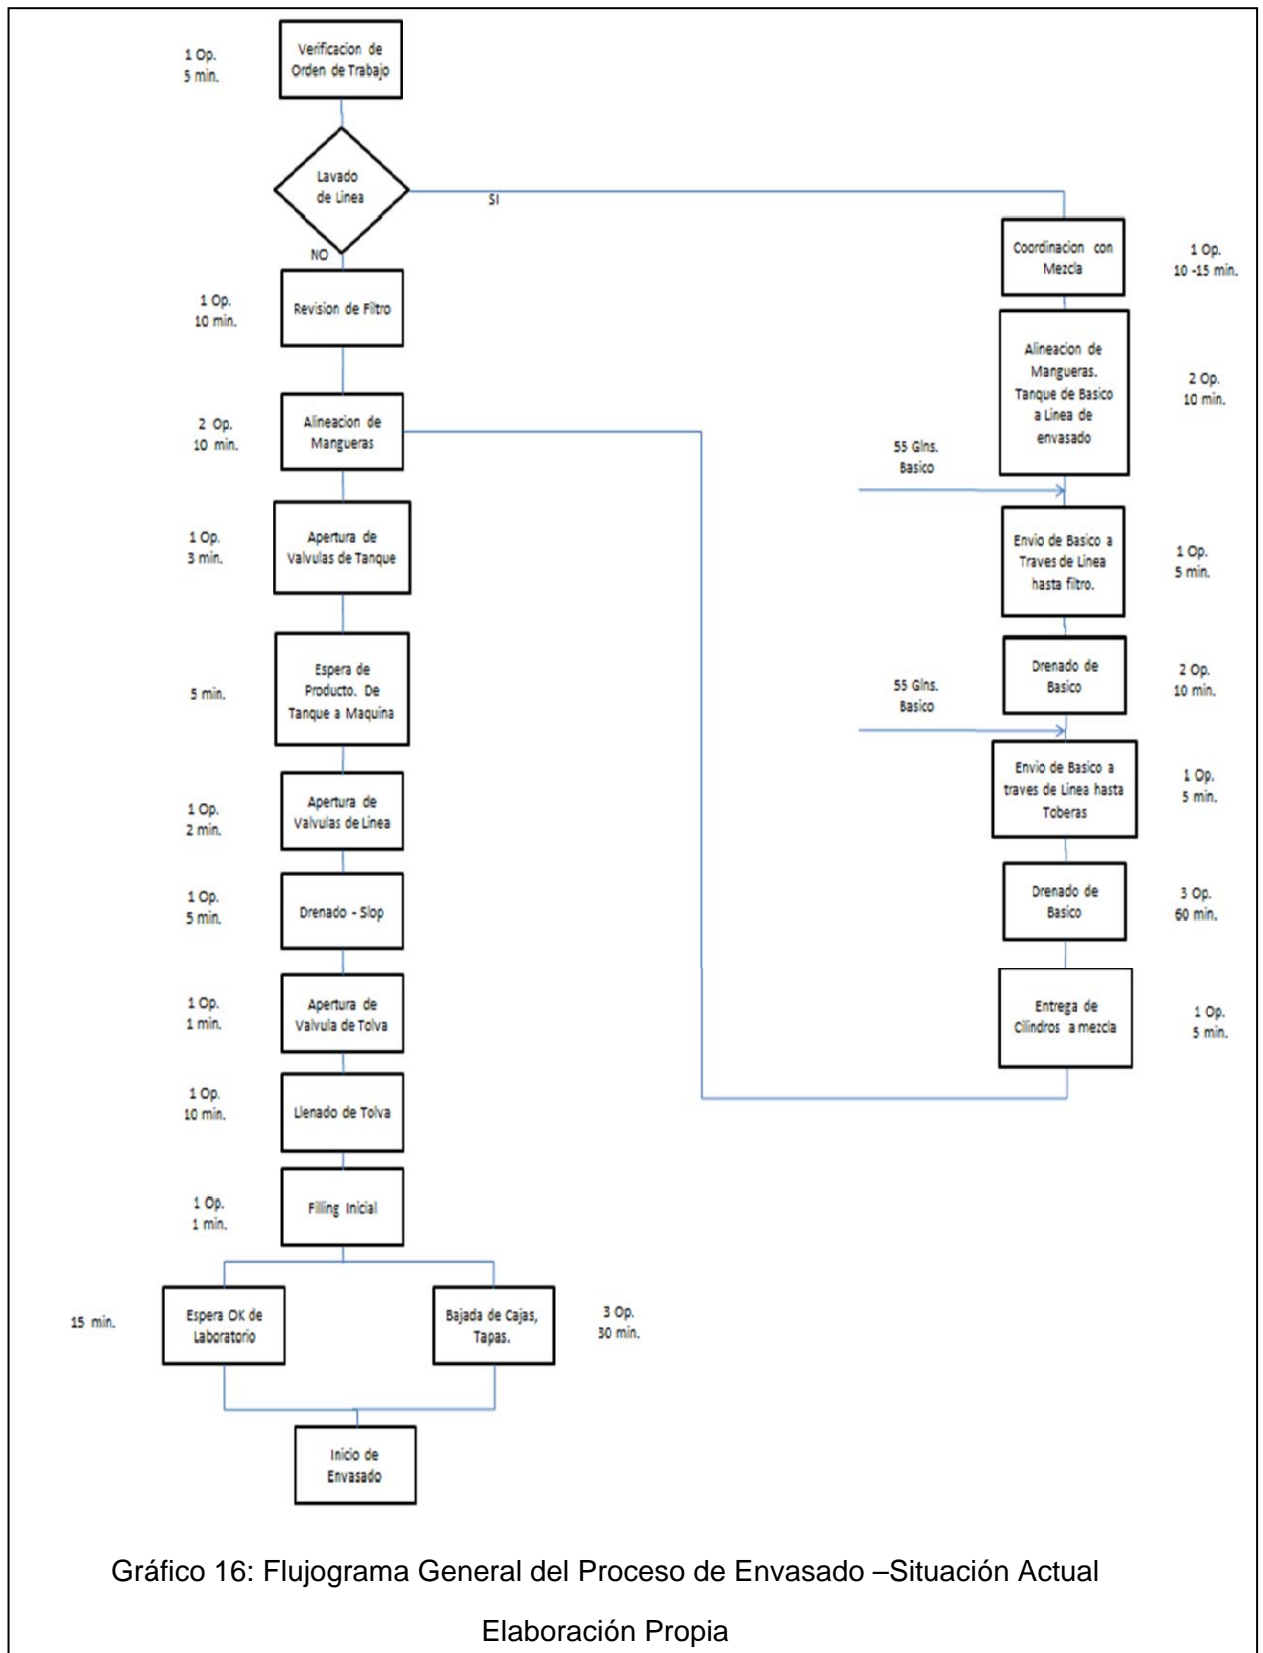 1 Op.
5 min.
Verificacion de
Orden de Trabajo
Lavado
de Linea
SI
NO
1 Op.
10 min.
Revision de Filtro
2 Op.
10 min.
Alineacion de
Mangueras
1 Op.
3 min.
Apertura de
Valvulas de Tanque
5 min.
Espera de
Producto. De
Tanque a Maquina
1 Op.
2 min.
Apertura de
Valvulas de Linea
1 Op.
5 min.
Drenado - Slop
1 Op.
1 min.
Apertura de
Valvula de Tolva
1 Op.
10 min.
Llenado de Tolva
1 Op.
1 min.
Filling Inicial
15 min.
Espera OK de
Laboratorio
Bajada de Cajas,
Tapas.
3 Op.
30 min.
Inicio de
Envasado
Coordinacion con
Mezcla
1 Op.
10 -15 min.
Alineacion de
Mangueras.
Tanque de Basico
a Linea de
envasado
2 Op.
10 min.
55 Glns.
Basico
Envio de Basico a
Traves de Linea
hasta filtro.
1 Op.
5 min.
Drenado de
Basico
2 Op.
10 min.
55 Glns.
Basico
Envio de Basico a
traves de Linea hasta
Toberas
1 Op.
5 min.
Drenado de
Basico
3 Op.
60 min.
Entrega de
Cilindros a mezcla
1 Op.
5 min.
Gráfico 16: Flujograma General del Proceso de Envasado –Situación Actual
Elaboración Propia